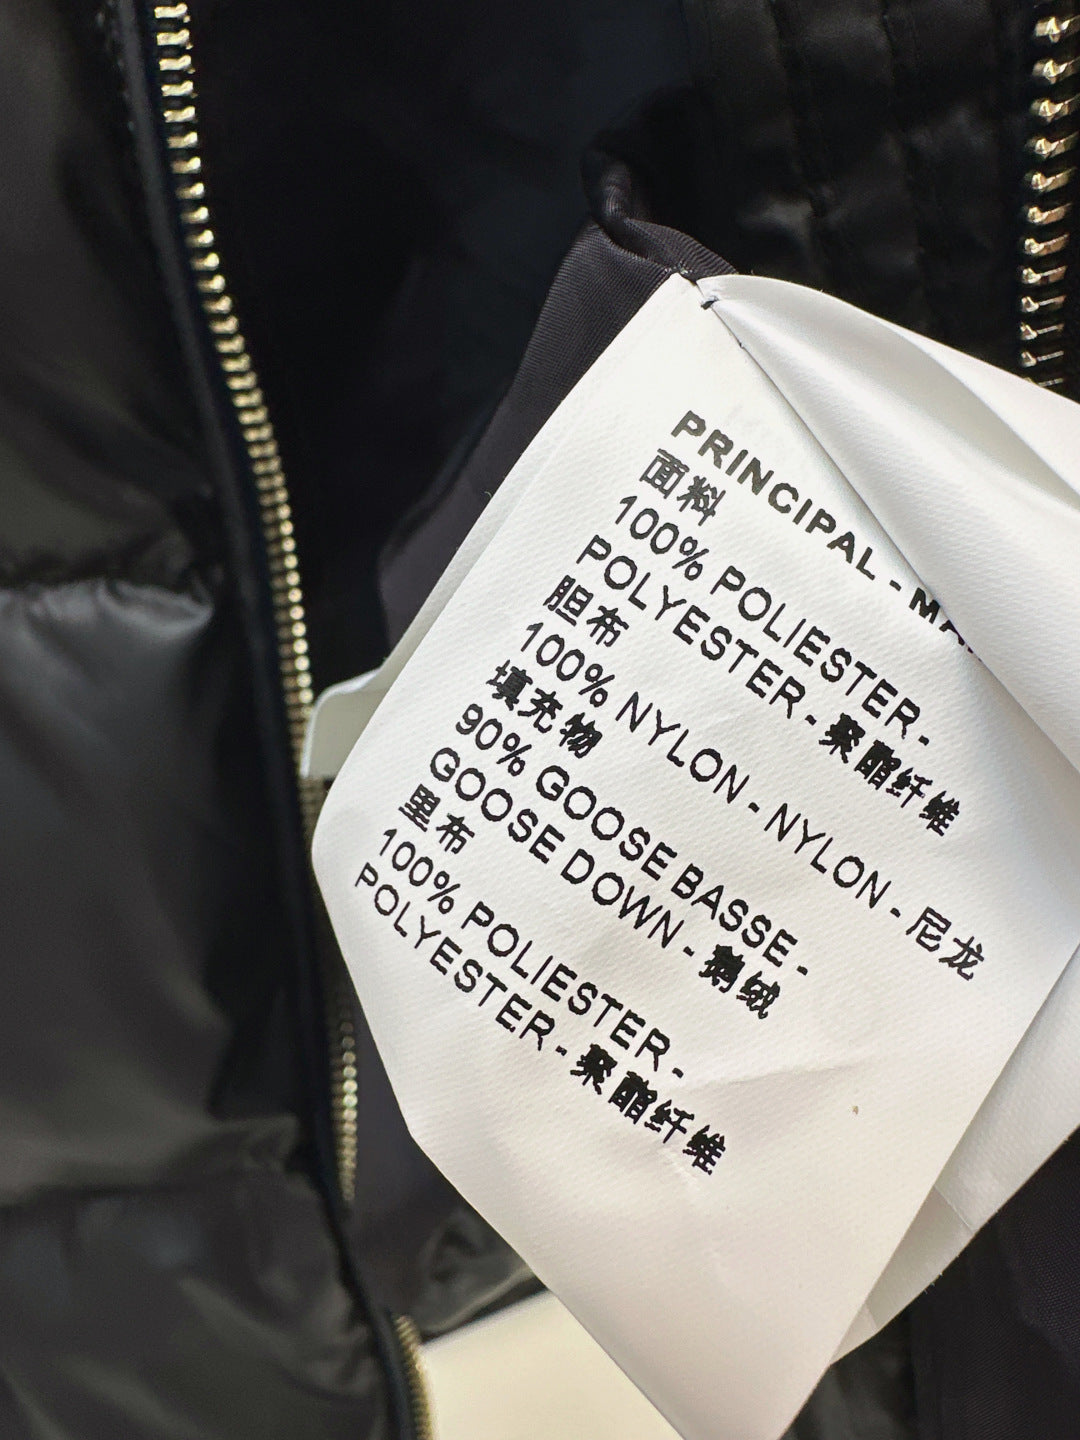 PRINCIPAL - MA
面料
100% POLIESTER-
POLYESTER-聚酯纤维
胆布
100% NYLON-NYLON-尼龙
填充物
90% GOOSE BASSE-
GOOSE DOWN-鹅绒
里布
100% POLIESTER-
POLYESTER-聚酯纤维